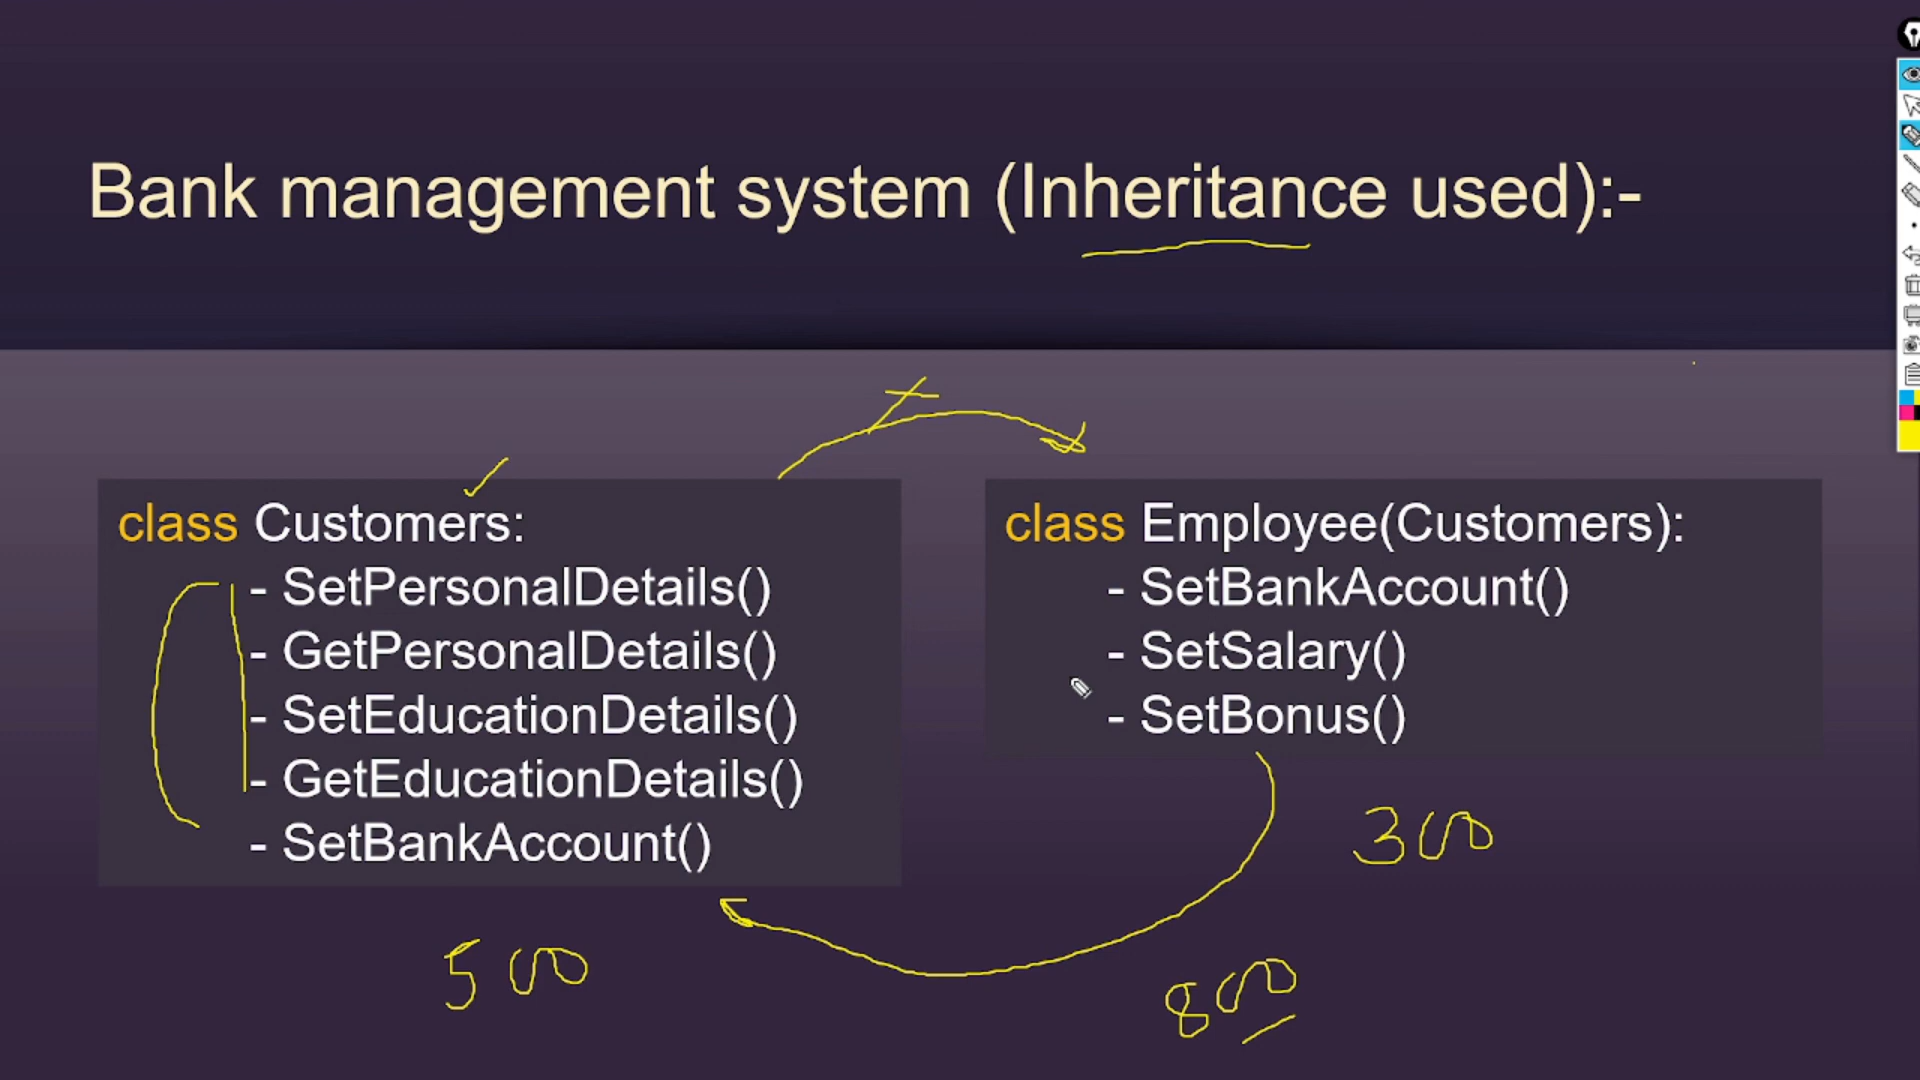 Bank management system (Inheritance used):-
class Customers:
- SetPersonalDetails()
- GetPersonalDetails()
- SetEducationDetails()
- GetEducationDetails()
- SetBankAccount()
class Employee(Customers):
- SetBankAccount()
- SetSalary()
- SetBonus()
300
500
800